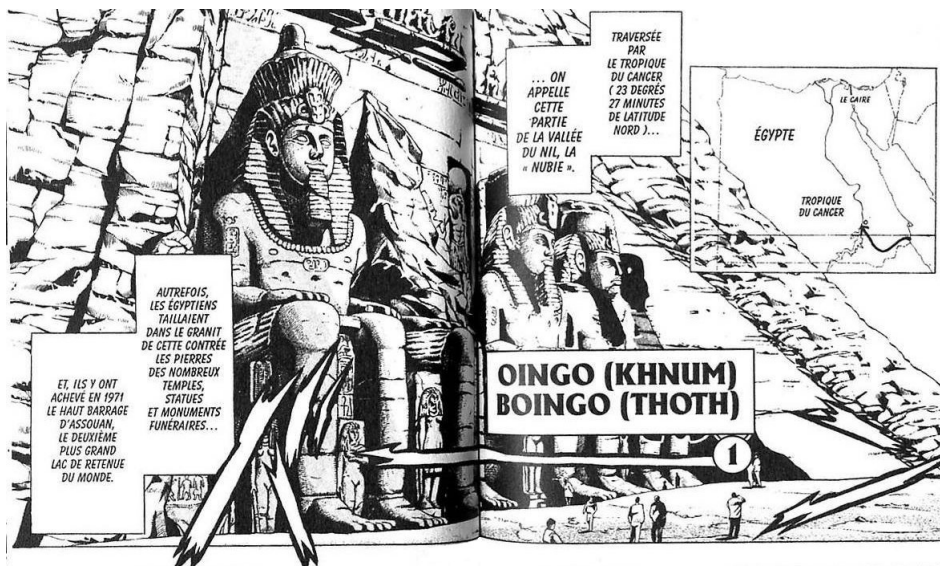 TRAVERSÉE
PAR
LE TROPIQUE
DU CANCER
( 23 DEGRÉS
27 MINUTES
DE LATITUDE
NORD )...
... ON
APPELLE
CETTE
PARTIE
DE LA VALLÉE
DU NIL, LA
« NUBIE ».
LE CAIRE
ÉGYPTE
TROPIQUE
DU CANCER
AUTREFOIS,
LES ÉGYPTIENS
TAILLAIENT
DANS LE GRANIT
DE CETTE CONTRÉE
LES PIERRES
DES NOMBREUX
TEMPLES,
STATUES
ET MONUMENTS
FUNÉRAIRES...
ET, ILS Y ONT
ACHEVÉ EN 1971
LE HAUT BARRAGE
D'ASSOUAN,
LE DEUXIÈME
PLUS GRAND
LAC DE RETENUE
DU MONDE.
OINGO (KHNUM)
BOINGO (THOTH)
1